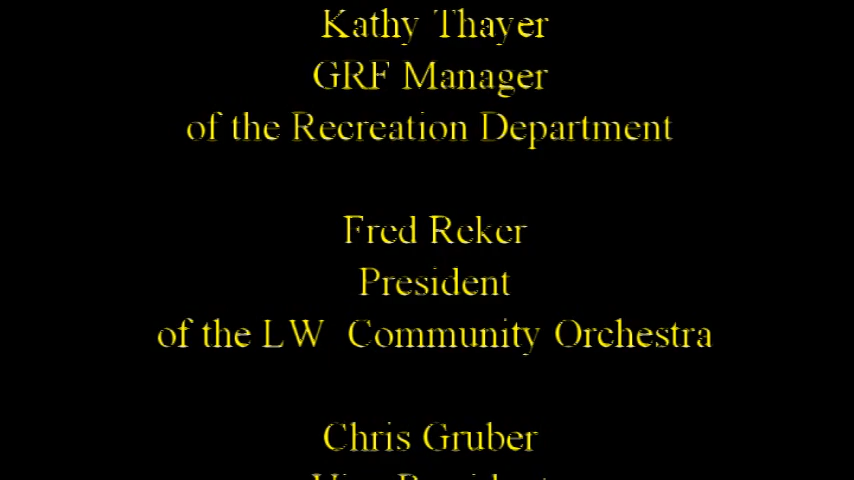 Kathy Thayer
GRF Manager
of the Recreation Department
Fred Reker
President
of the LW Community Orchestra
Chris Gruber